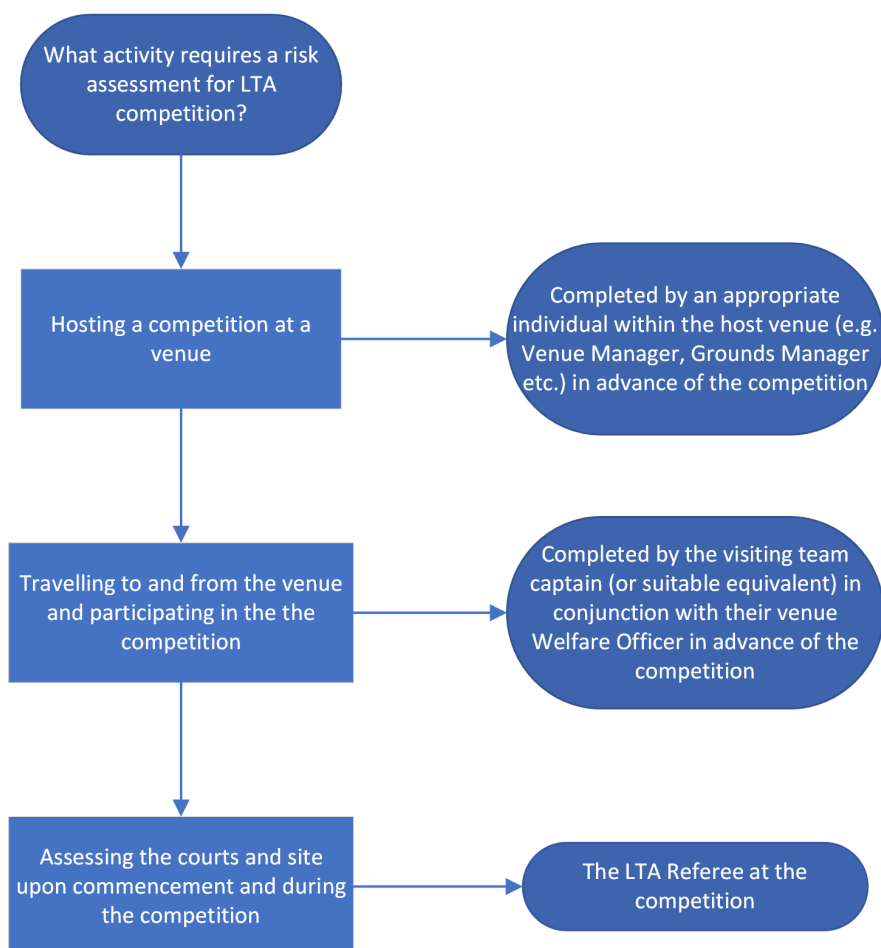 What activity requires a risk
assessment for LTA
competition?
Hosting a competition at a
venue
Completed by an appropriate
individual within the host venue (e.g.
Venue Manager, Grounds Manager
etc.) in advance of the competition
Travelling to and from the venue
and participating in the the
competition
Completed by the visiting team
captain (or suitable equivalent) in
conjunction with their venue
Welfare Officer in advance of the
competition
Assessing the courts and site
upon commencement and during
the competition
The LTA Referee at the
competition